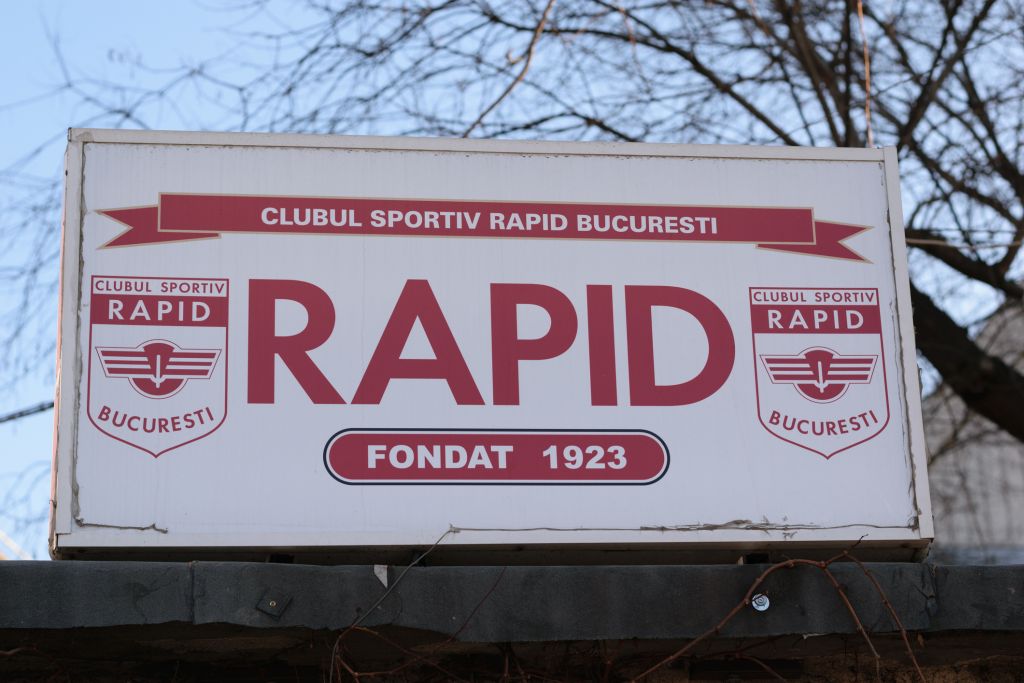 CLUBUL SPORTIV RAPID BUCURESTI
CLUBUL SPORTIV
RAPID
BUCURESTI
RAPID
CLUBUL SPORTIV
RAPID
BUCURESTI
FONDAT 1923